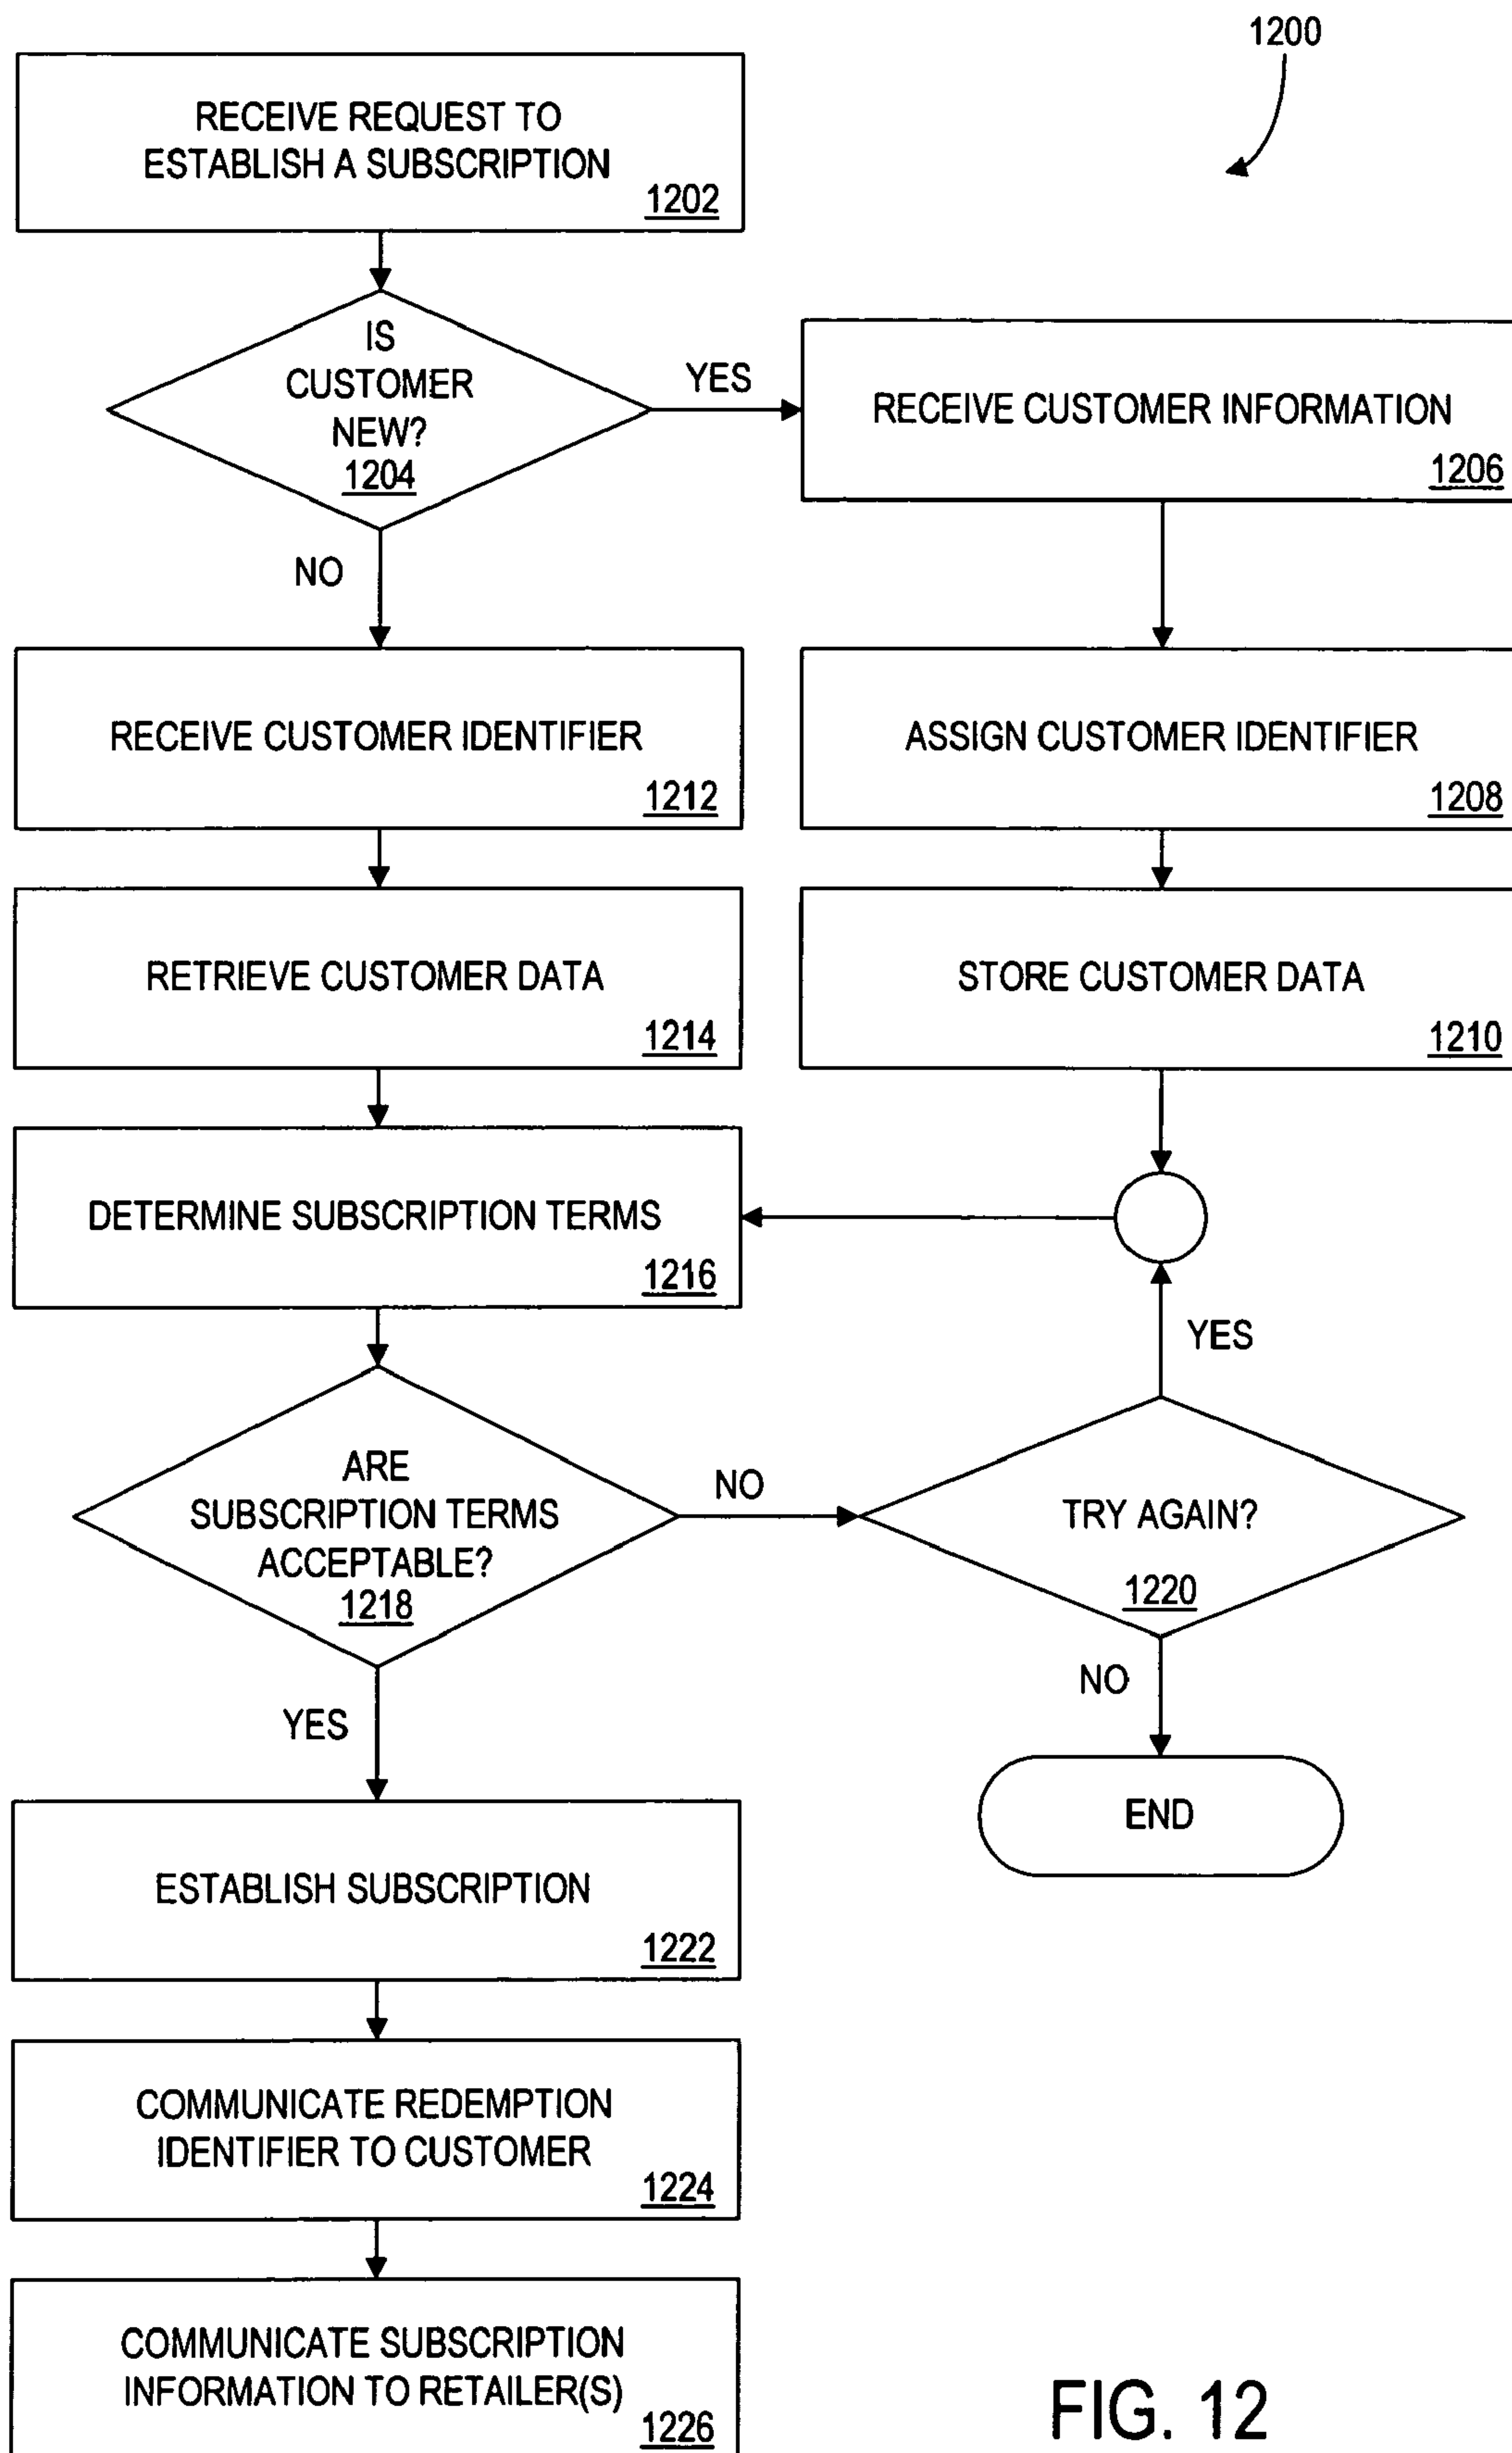 1200
RECEIVE REQUEST TO
ESTABLISH A SUBSCRIPTION
1202
IS
CUSTOMER
NEW?
1204
YES
RECEIVE CUSTOMER INFORMATION
1206
NO
RECEIVE CUSTOMER IDENTIFIER
1212
ASSIGN CUSTOMER IDENTIFIER
1208
RETRIEVE CUSTOMER DATA
1214
STORE CUSTOMER DATA
1210
DETERMINE SUBSCRIPTION TERMS
1216
YES
ARE
SUBSCRIPTION TERMS
ACCEPTABLE?
1218
NO
TRY AGAIN?
1220
NO
YES
END
ESTABLISH SUBSCRIPTION
1222
COMMUNICATE REDEMPTION
IDENTIFIER TO CUSTOMER
1224
COMMUNICATE SUBSCRIPTION
INFORMATION TO RETAILER(S)
1226
FIG. 12